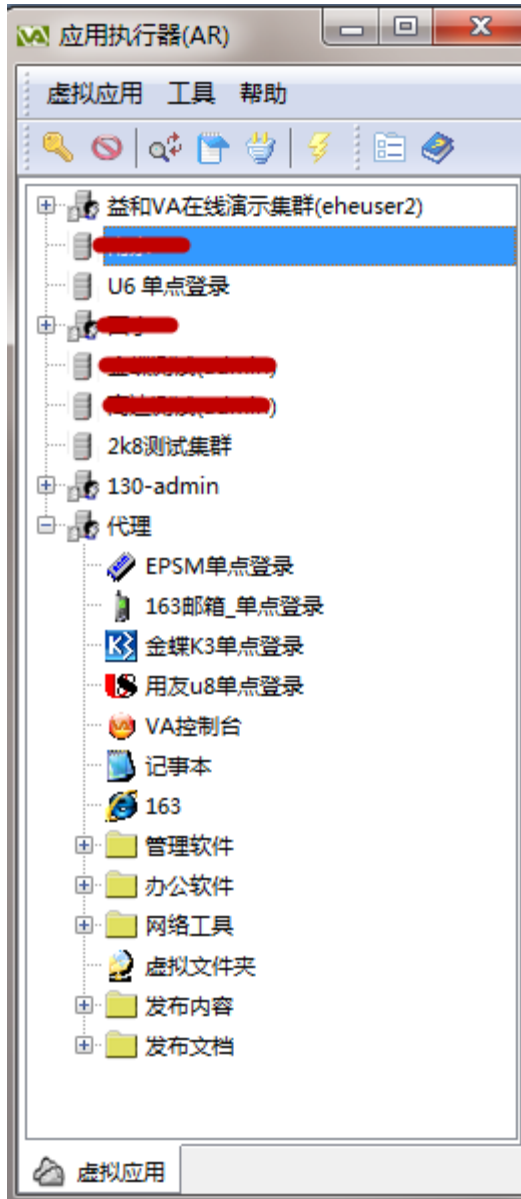 应用执行器(AR)
虚拟应用 工具 帮助
益和VA在线演示集群(eheuser2)
U6 单点登录
2k8测试集群
130-admin
代理
EPSM单点登录
163邮箱_单点登录
金蝶K3单点登录
用友u8单点登录
VA控制台
记事本
163
管理软件
办公软件
网络工具
虚拟文件夹
发布内容
发布文档
虚拟应用